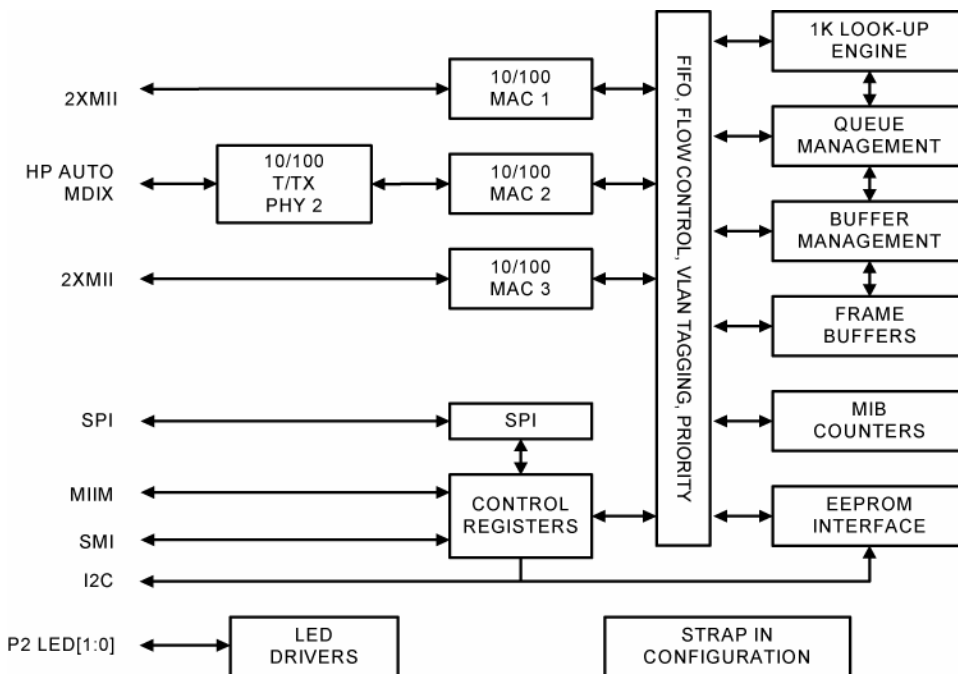 1K LOOK-UP
ENGINE
2XMII
10/100
MAC 1
FIFO, FLOW CONTROL, VLAN TAGGING, PRIORITY
QUEUE
MANAGEMENT
HP AUTO
MDIX
10/100
T/TX
PHY 2
10/100
MAC 2
BUFFER
MANAGEMENT
2XMII
10/100
MAC 3
FRAME
BUFFERS
SPI
SPI
MIB
COUNTERS
MIIM
SMI
I2C
CONTROL
REGISTERS
EEPROM
INTERFACE
P2 LED[1:0]
LED
DRIVERS
STRAP IN
CONFIGURATION